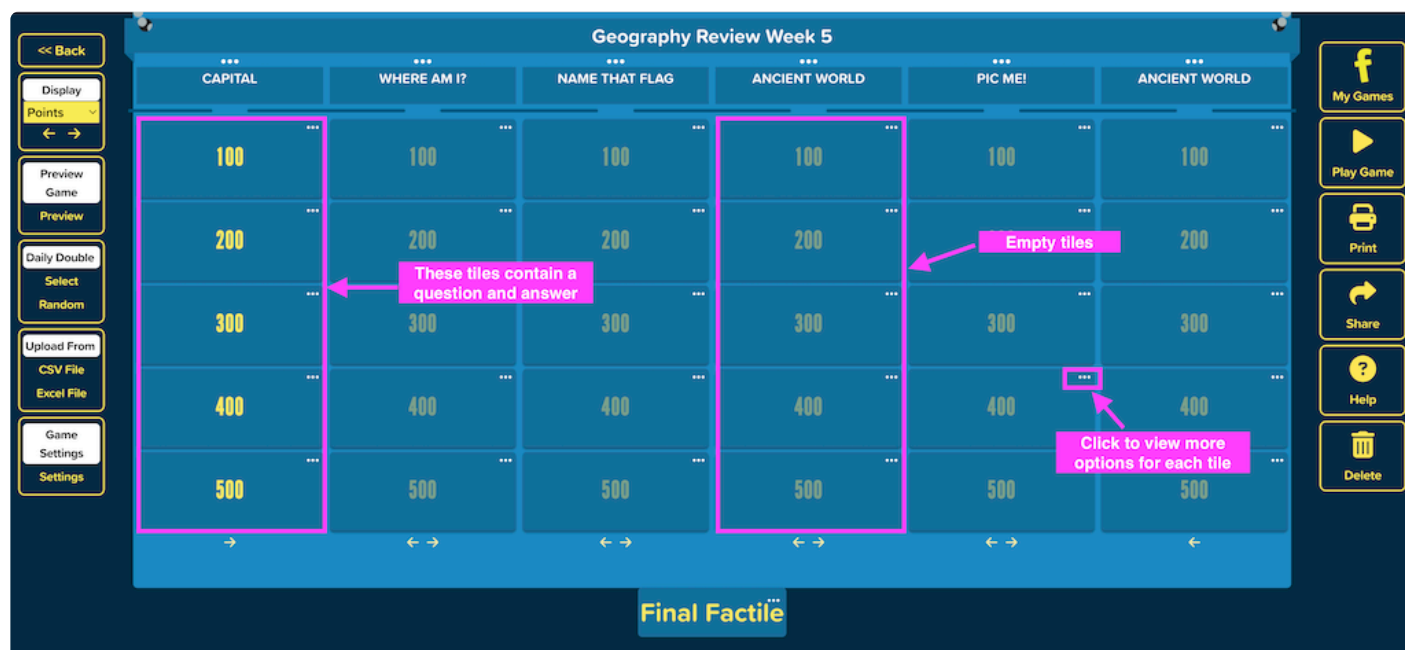 Geography Review Week 5
<< Back
Display
Points
Preview
Game
Preview
Daily Double
Select
Random
Upload From
CSV File
Excel File
Game
Settings
Settings
CAPITAL WHERE AM I? NAME THAT FLAG ANCIENT WORLD PIC ME! ANCIENT WORLD
100 100 100 100 100 100
200 200 200 200 200
Empty tiles
These tiles contain a
question and answer
300 300 300 300 300 300
400 400 400 400 400 400
Click to view more
options for each tile
500 500 500 500 500 500
Final Factile
My Games
Play Game
Print
Share
?
Help
Delete